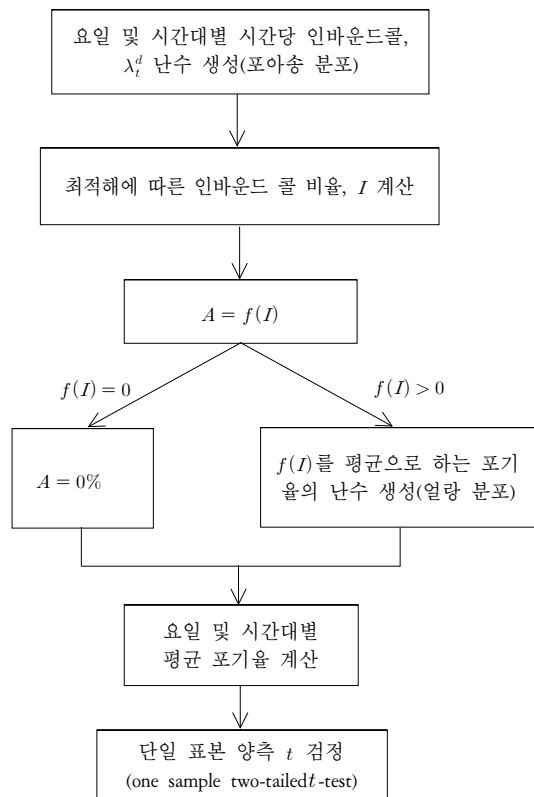 요일 및 시간대별 시간당 인바운드콜,
λ_t^d 난수 생성(포아송 분포)
최적해에 따른 인바운드 콜 비율, I 계산
A = f(I)
f(I) = 0
f(I) > 0
A = 0%
f(I)를 평균으로 하는 포기
율의 난수 생성(얼랑 분포)
요일 및 시간대별
평균 포기율 계산
단일 표본 양측 t 검정
(one sample two-tailedt-test)